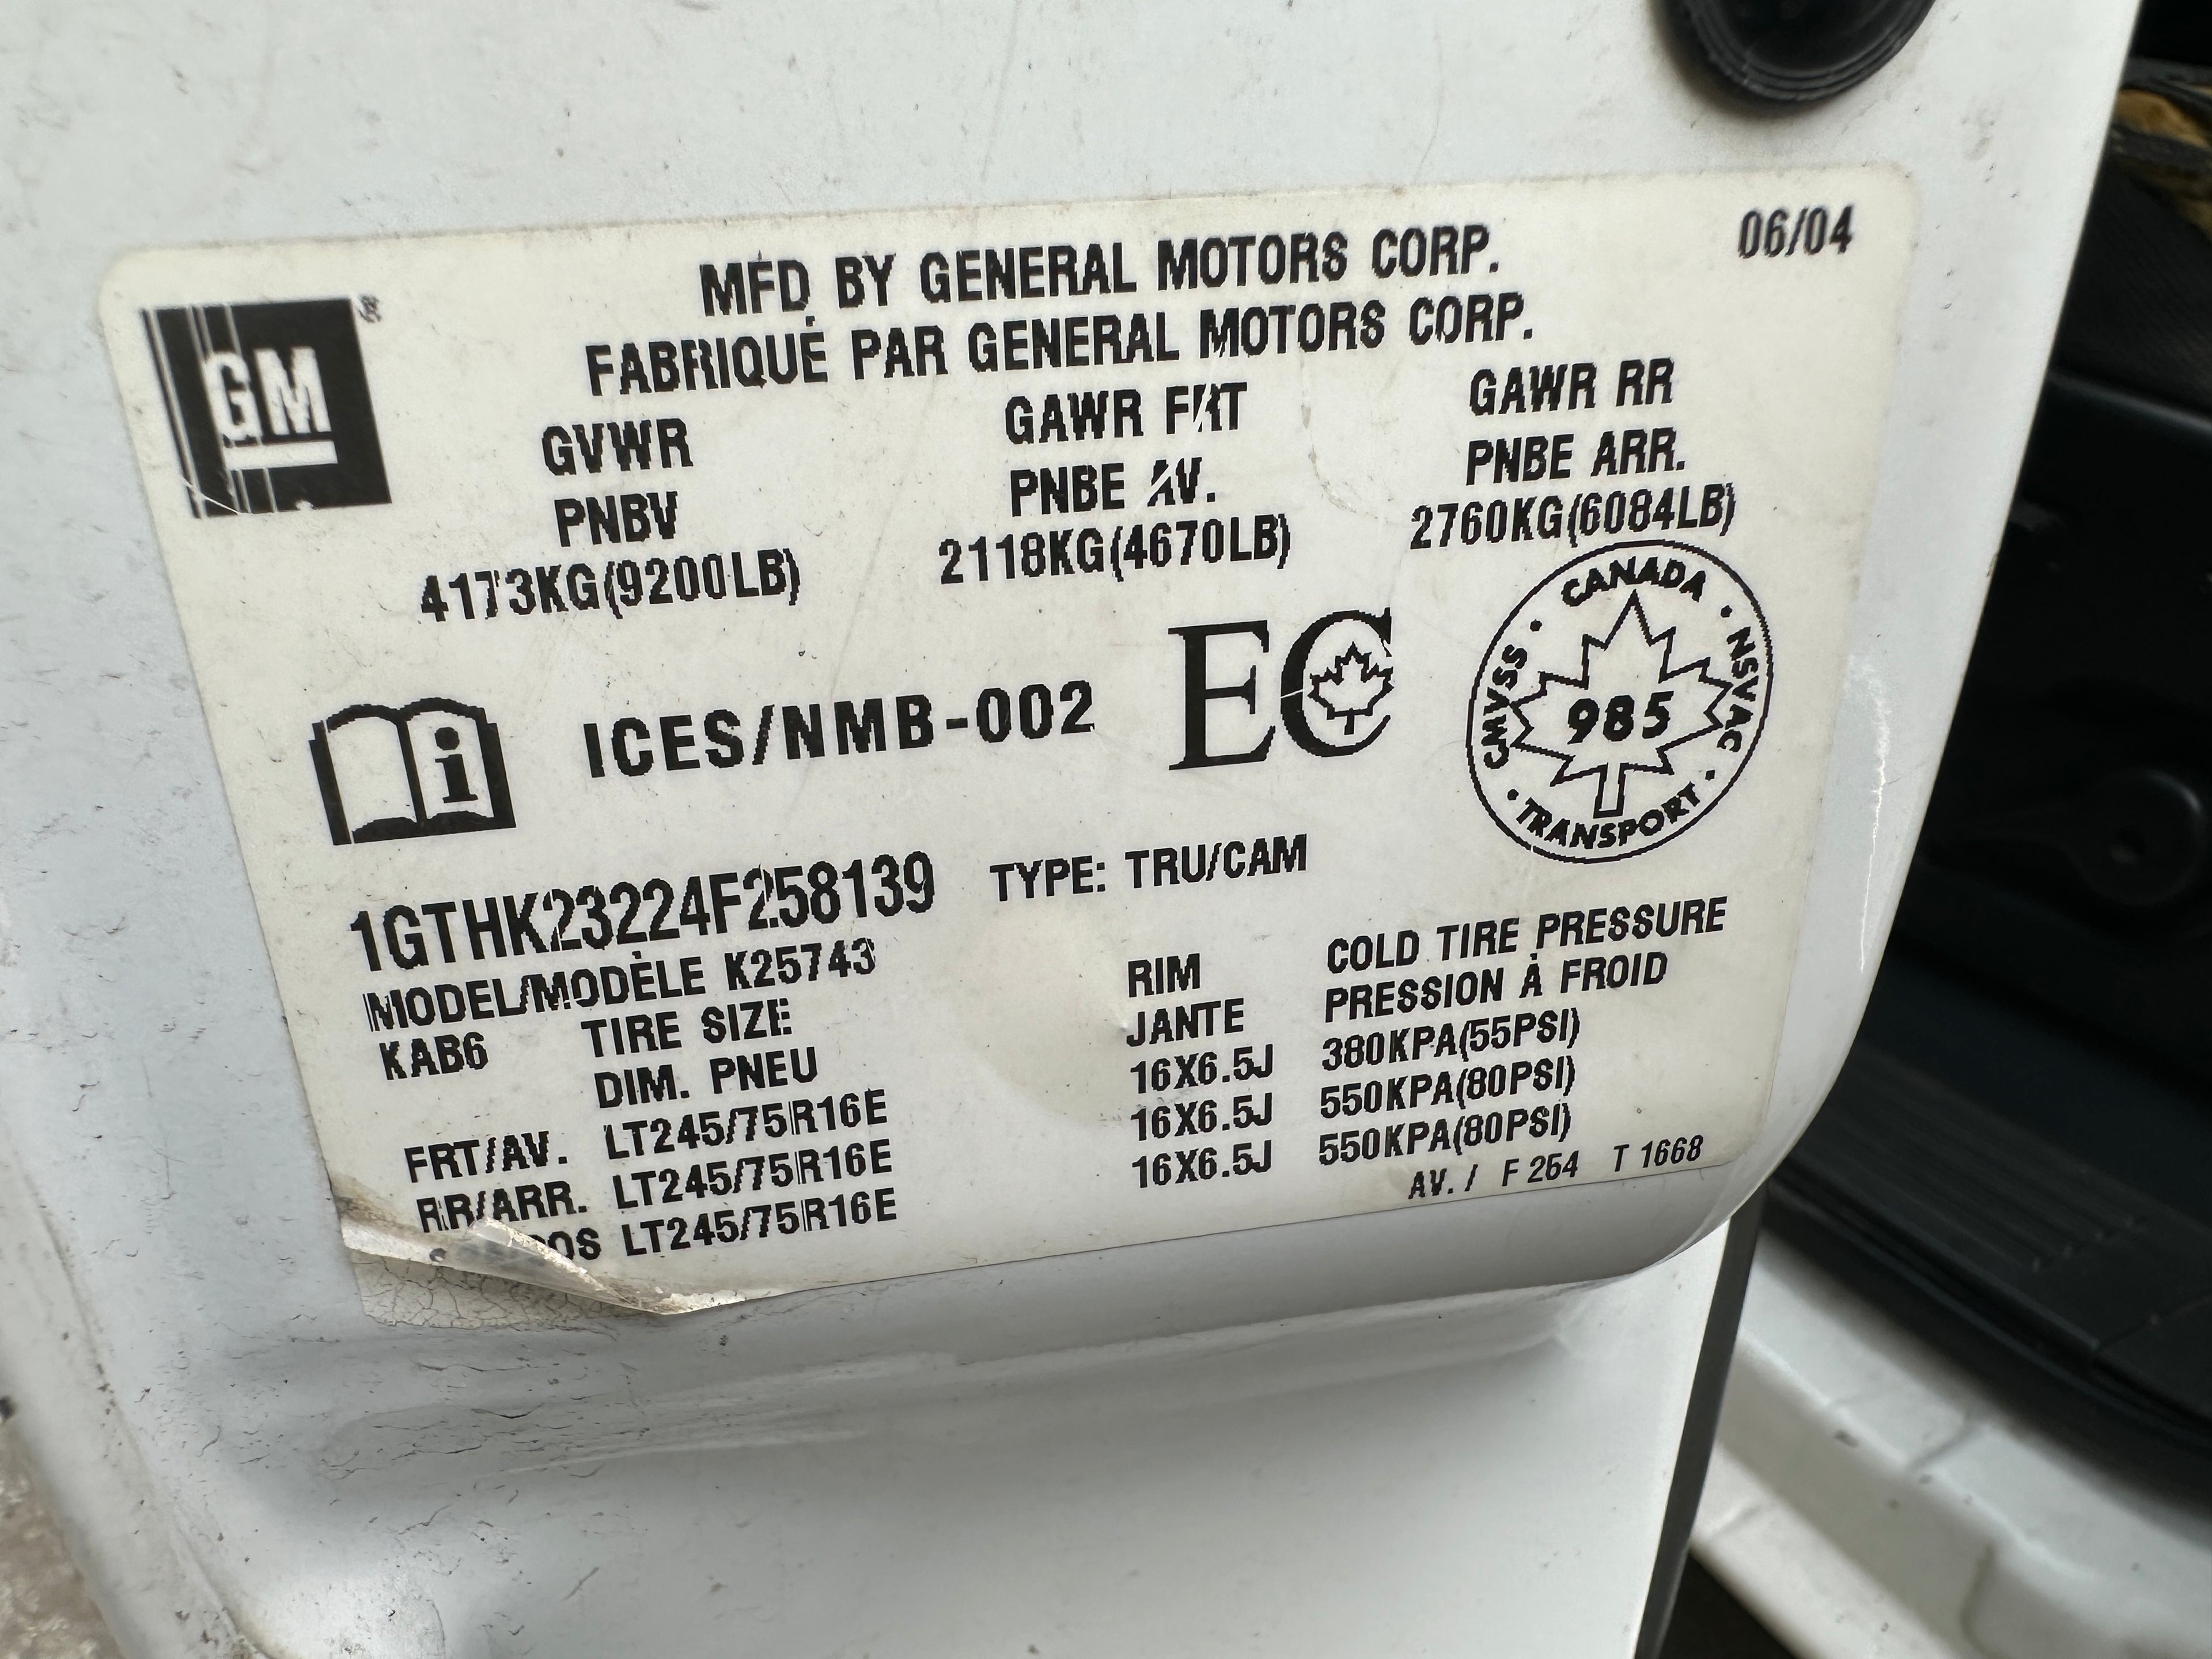 06/04
MFD BY GENERAL MOTORS CORP.
FABRIQUÉ PAR GENERAL MOTORS CORP.
GM
GVWR GAWR FRT GAWR RR
PNBV PNBE AV. PNBE ARR.
4173KG(9200LB) 2118KG(4670LB) 2760KG(6084LB)
i ICES/NMB-002 EC
CANADA · NSVAC · TRANSPORT · CMVSS ·
985
1GTHK23224F258139 TYPE: TRU/CAM
MODEL/MODÈLE K25743
KAB6 TIRE SIZE RIM COLD TIRE PRESSURE
DIM. PNEU JANTE PRESSION À FROID
FRT/AV. LT245/75R16E 16X6.5J 380KPA(55PSI)
RR/ARR. LT245/75R16E 16X6.5J 550KPA(80PSI)
LT245/75R16E 16X6.5J 550KPA(80PSI)
AV. / F 254 T 1668